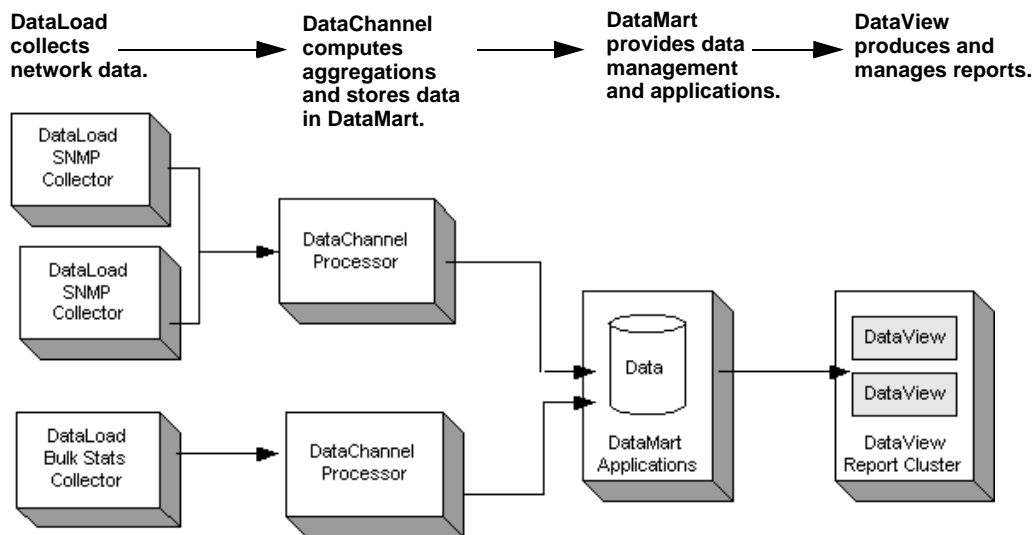 DataLoad
collects
network data.
DataChannel
computes
aggregations
and stores data
in DataMart.
DataMart
provides data
management
and applications.
DataView
produces and
manages reports.
DataLoad
SNMP
Collector
DataLoad
SNMP
Collector
DataChannel
Processor
DataLoad
Bulk Stats
Collector
DataChannel
Processor
Data
DataMart
Applications
DataView
DataView
DataView
Report Cluster